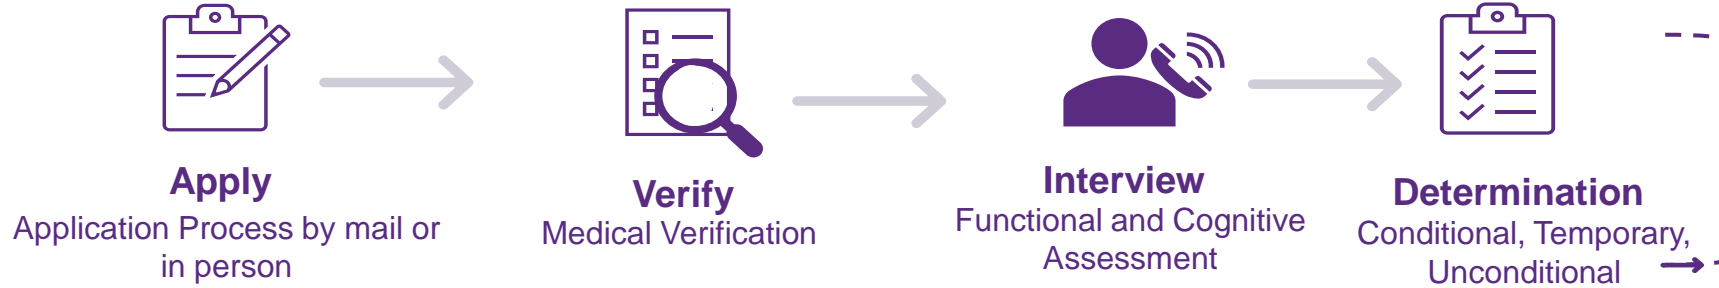 Apply
Application Process by mail or
in person
Verify
Medical Verification
Interview
Functional and Cognitive
Assessment
Determination
Conditional, Temporary,
Unconditional